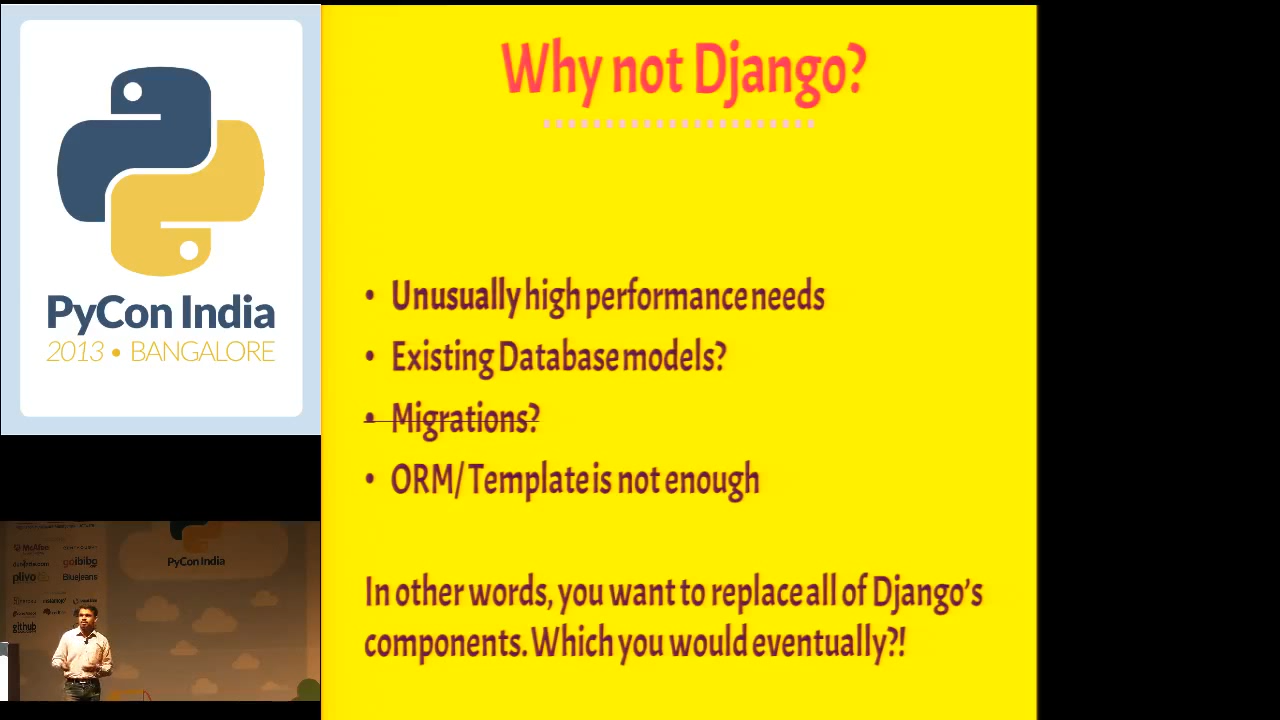 PyCon India
2013 • BANGALORE
Why not Django?
• Unusually high performance needs
• Existing Database models?
• Migrations?
• ORM/ Template is not enough
In other words, you want to replace all of Django's
components. Which you would eventually?!
McAfee
goibibo
plivo
Bluejeans
github
PyCon India